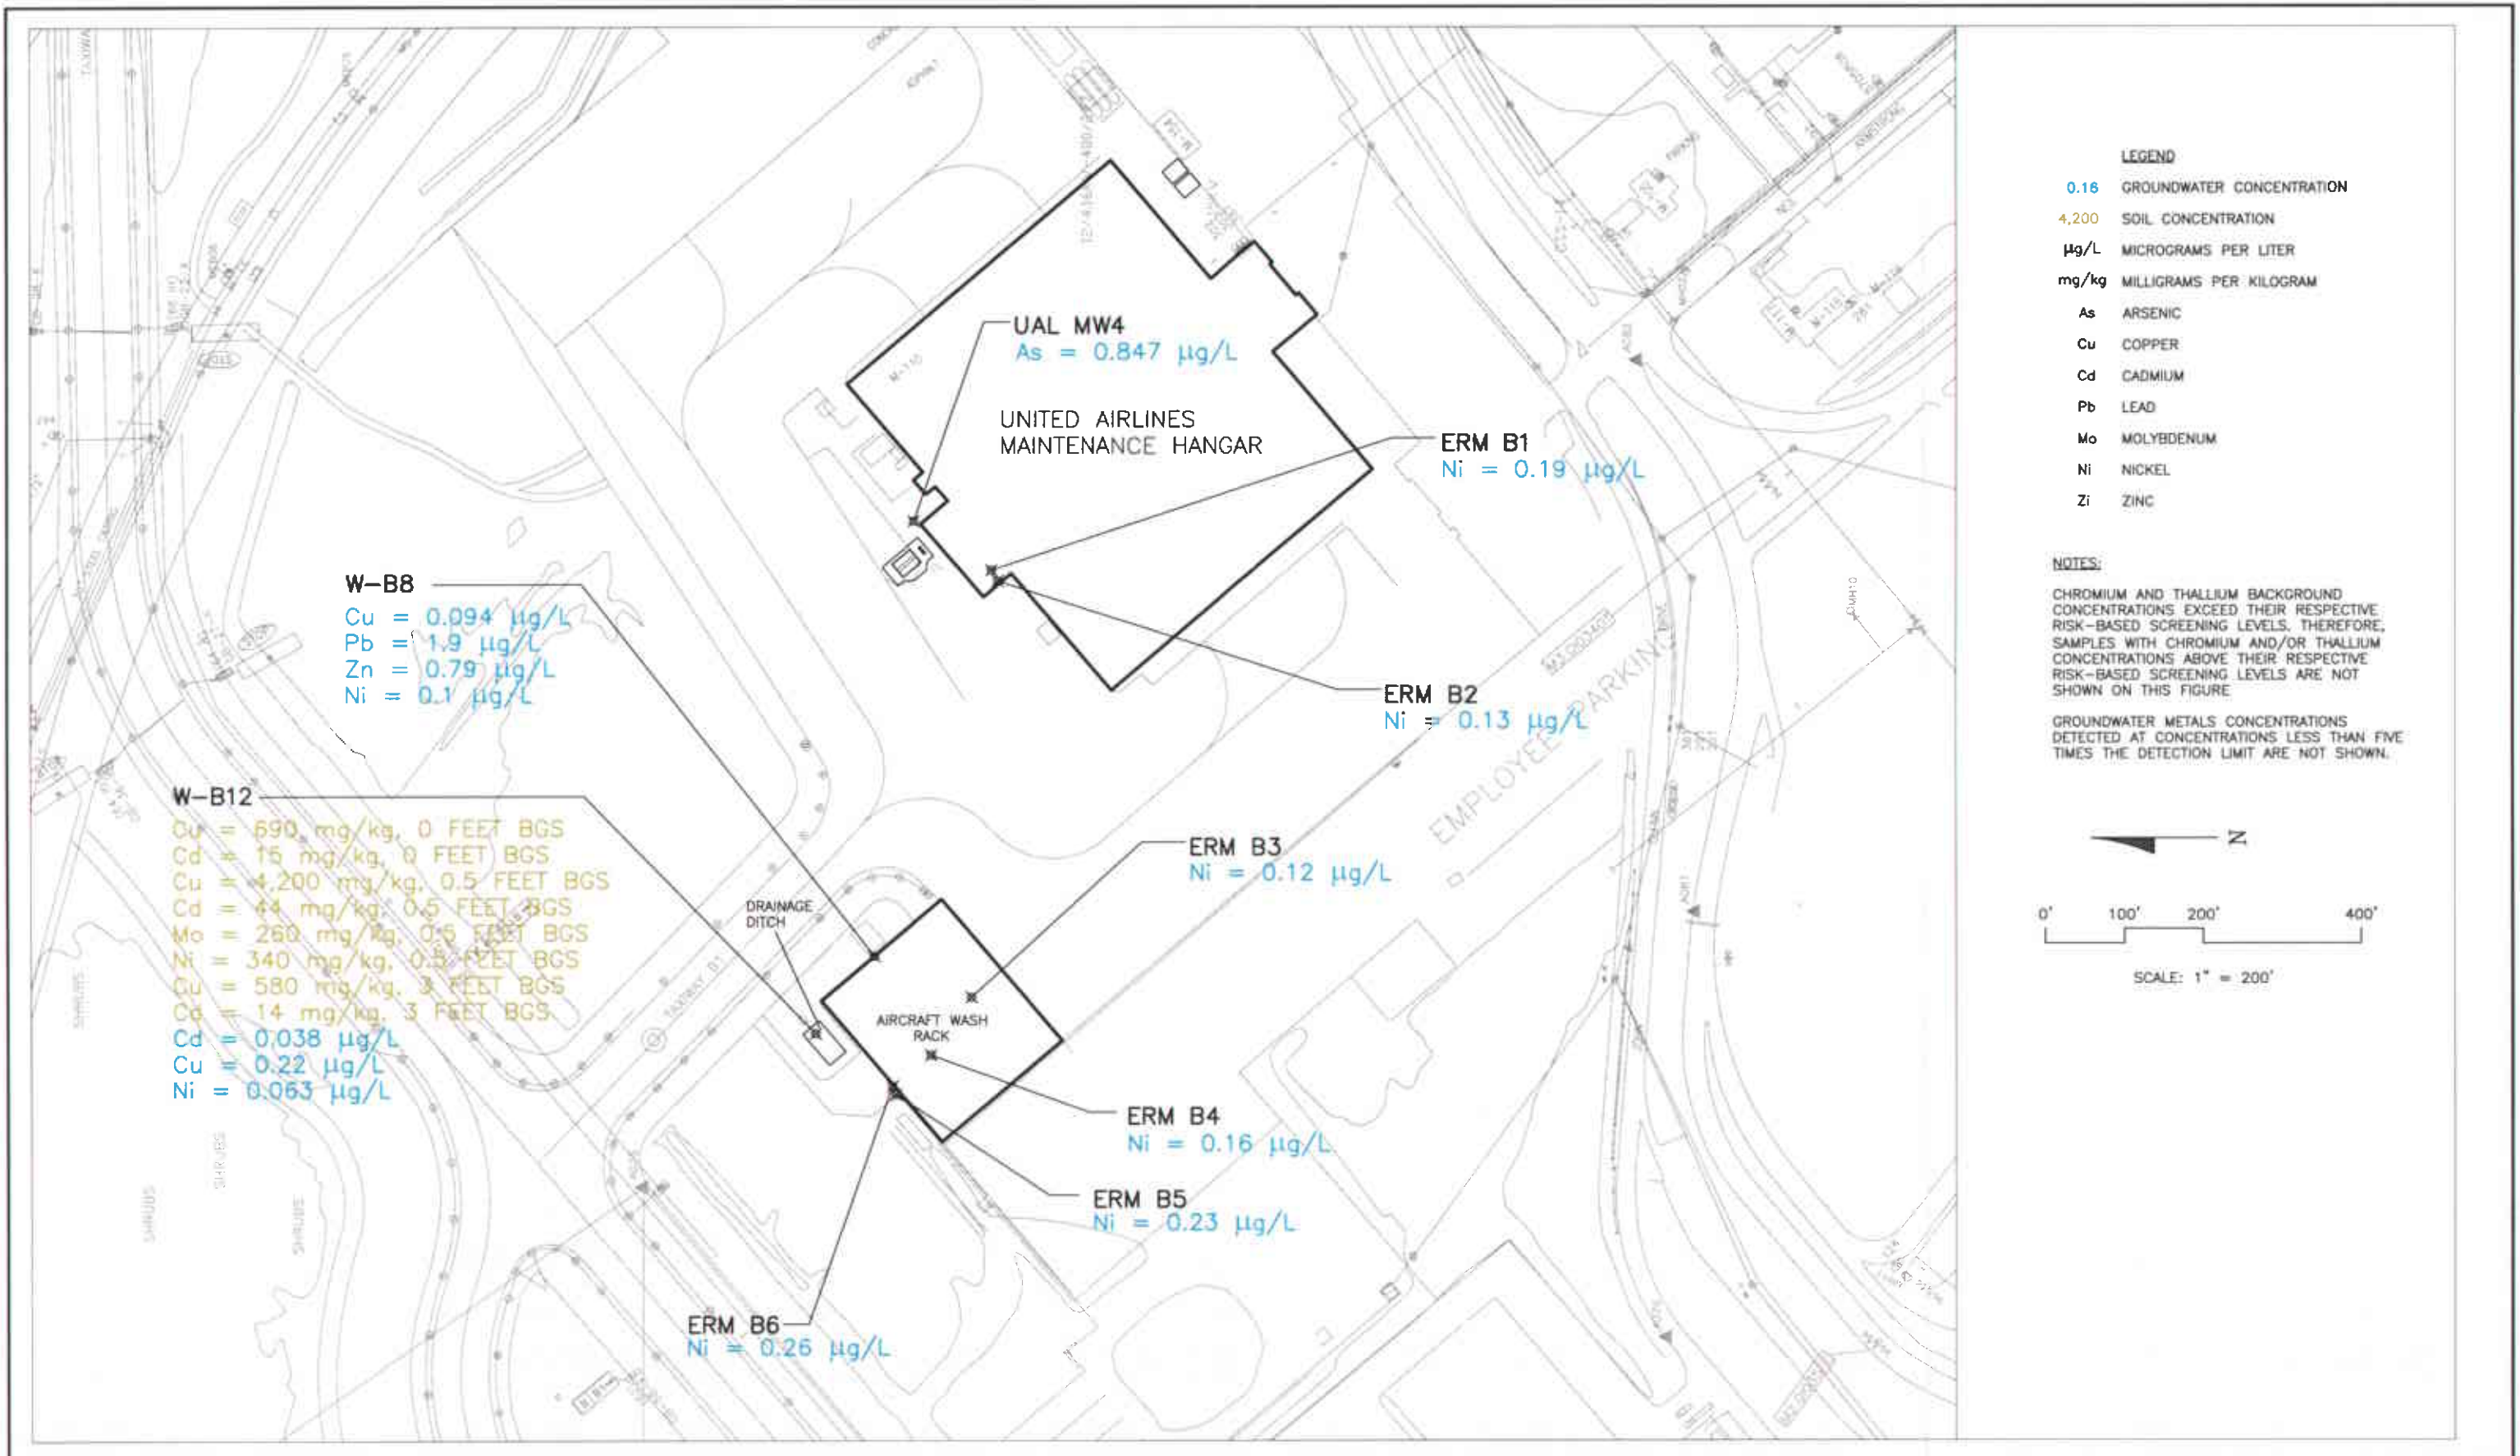 CONCRE
ASPHALT
TAXIWA
M-154
PARKING
ARMSTRONG
M-110
UAL MW4
As = 0.847 µg/L
UNITED AIRLINES
MAINTENANCE HANGAR
ERM B1
Ni = 0.19 µg/L
W-B8
Cu = 0.094 µg/L
Pb = 1.9 µg/L
Zn = 0.79 µg/L
Ni = 0.1 µg/L
ERM B2
Ni = 0.13 µg/L
EMPLOYEE PARKING
W-B12
Cu = 690 mg/kg, 0 FEET BGS
Cd = 15 mg/kg, 0 FEET BGS
Cu = 4,200 mg/kg, 0.5 FEET BGS
Cd = 44 mg/kg, 0.5 FEET BGS
Mo = 260 mg/kg, 0.5 FEET BGS
Ni = 340 mg/kg, 0.5 FEET BGS
Cu = 580 mg/kg, 3 FEET BGS
Cd = 14 mg/kg, 3 FEET BGS
Cd = 0.038 µg/L
Cu = 0.22 µg/L
Ni = 0.063 µg/L
ERM B3
Ni = 0.12 µg/L
DRAINAGE
DITCH
TAXIWAY B1
AIRCRAFT WASH
RACK
ERM B4
Ni = 0.16 µg/L
ERM B5
Ni = 0.23 µg/L
ERM B6
Ni = 0.26 µg/L
SHRUBS
SHRUBS
SHRUBS
SHRUBS
LEGEND
0.16 GROUNDWATER CONCENTRATION
4,200 SOIL CONCENTRATION
µg/L MICROGRAMS PER LITER
mg/kg MILLIGRAMS PER KILOGRAM
As ARSENIC
Cu COPPER
Cd CADMIUM
Pb LEAD
Mo MOLYBDENUM
Ni NICKEL
Zi ZINC
NOTES:
CHROMIUM AND THALLIUM BACKGROUND
CONCENTRATIONS EXCEED THEIR RESPECTIVE
RISK-BASED SCREENING LEVELS. THEREFORE,
SAMPLES WITH CHROMIUM AND/OR THALLIUM
CONCENTRATIONS ABOVE THEIR RESPECTIVE
RISK-BASED SCREENING LEVELS ARE NOT
SHOWN ON THIS FIGURE
GROUNDWATER METALS CONCENTRATIONS
DETECTED AT CONCENTRATIONS LESS THAN FIVE
TIMES THE DETECTION LIMIT ARE NOT SHOWN.
N
0' 100' 200' 400'
SCALE: 1" = 200'